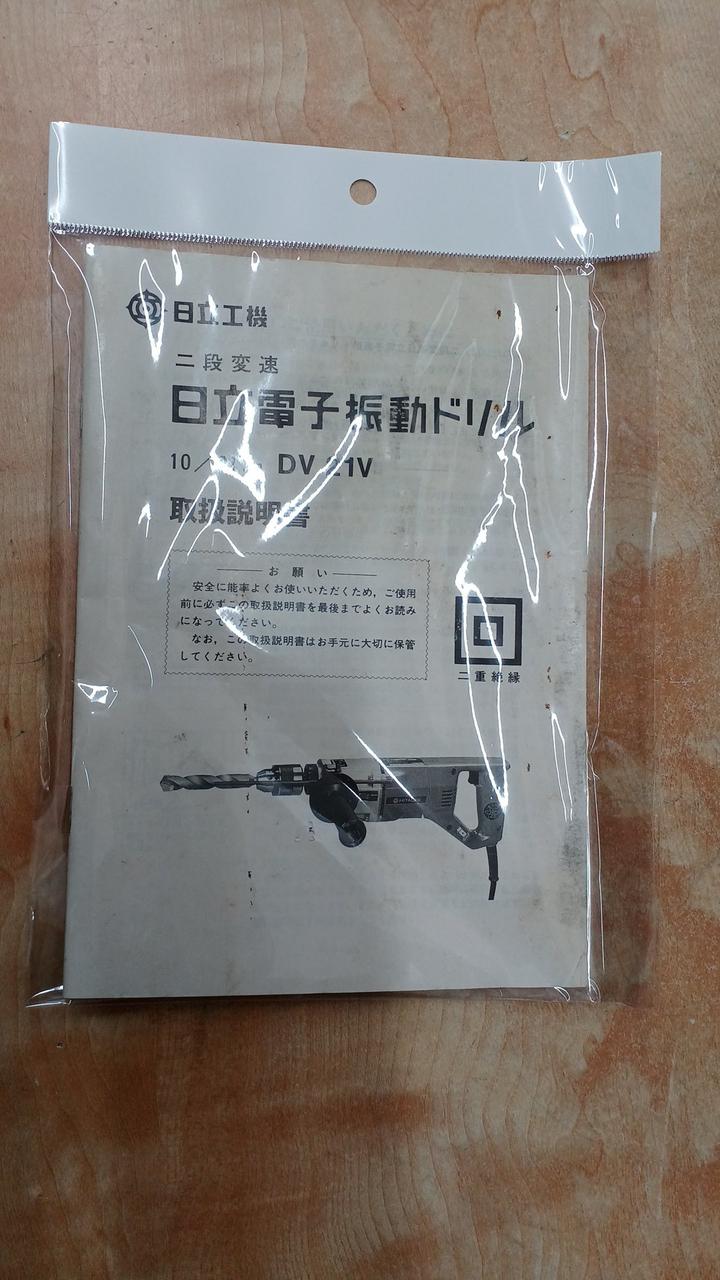 日立工機
二段変速
日立電子振動ドリル
10/ DV 21V
取扱説明書
お願い
安全に能率よくお使いいただくため，ご使用
前に必ずこの取扱説明書を最後までよくお読み
になってください。
なお，この取扱説明書はお手元に大切に保管
してください。
二重絶縁
HITACHI